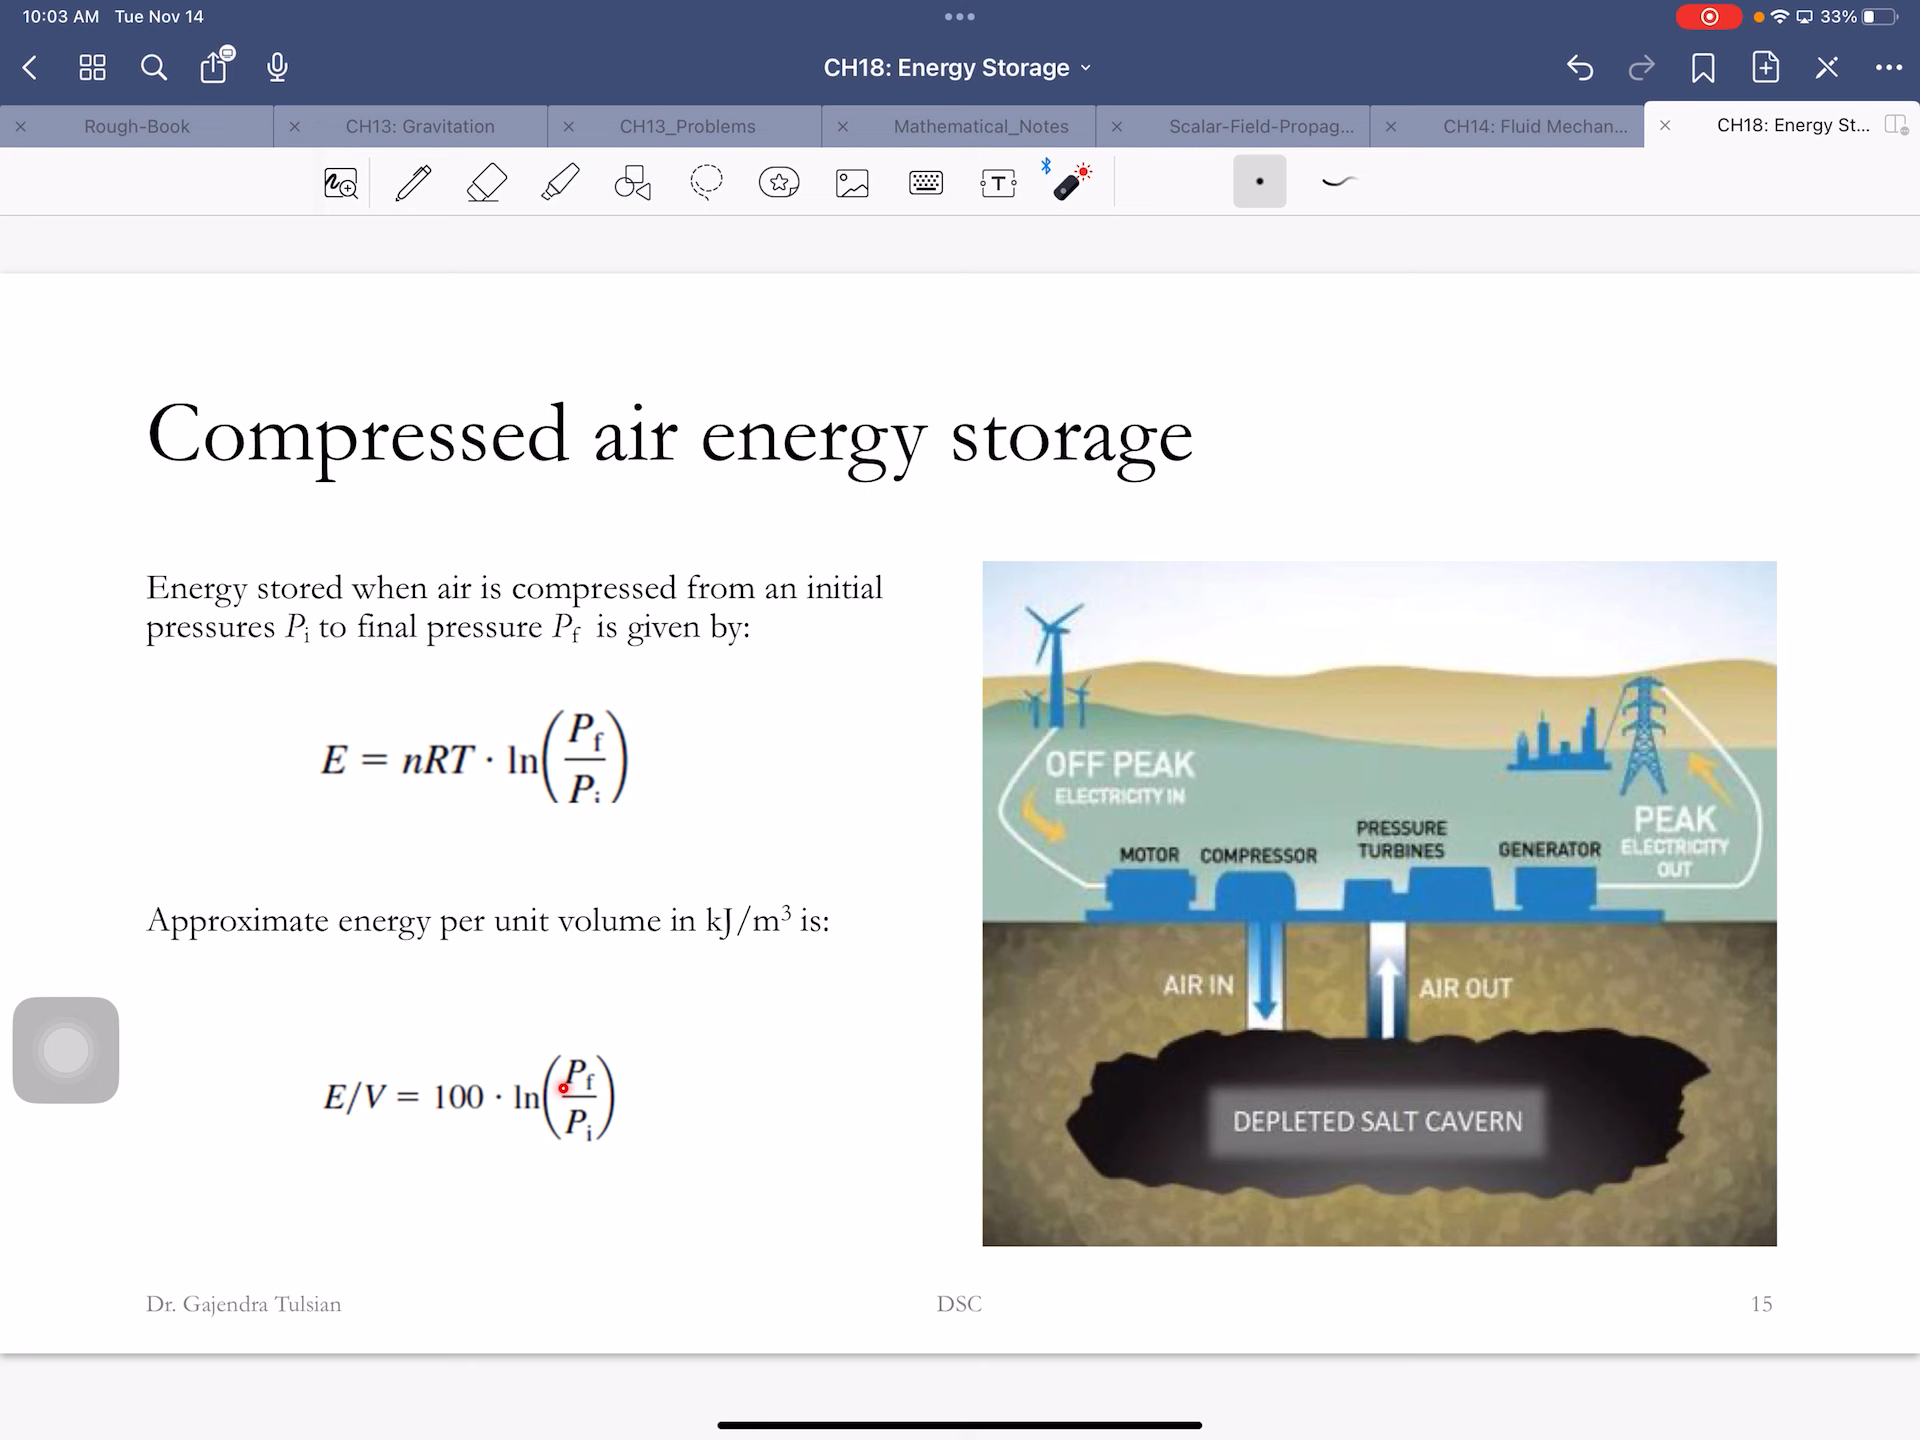 10:03 AM Tue Nov 14
33%
CH18: Energy Storage
Rough-Book
CH13: Gravitation
CH13_Problems
Mathematical_Notes
Scalar-Field-Propag...
CH14: Fluid Mechan...
CH18: Energy St...
T
Compressed air energy storage
Energy stored when air is compressed from an initial
pressures Pi to final pressure Pf is given by:
E = nRT · ln(Pf/Pi)
Approximate energy per unit volume in kJ/m³ is:
E/V = 100 · ln(Pf/Pi)
OFF PEAK
ELECTRICITY IN
MOTOR
COMPRESSOR
PRESSURE
TURBINES
GENERATOR
PEAK
ELECTRICITY
OUT
AIR IN
AIR OUT
DEPLETED SALT CAVERN
Dr. Gajendra Tulsian
DSC
15